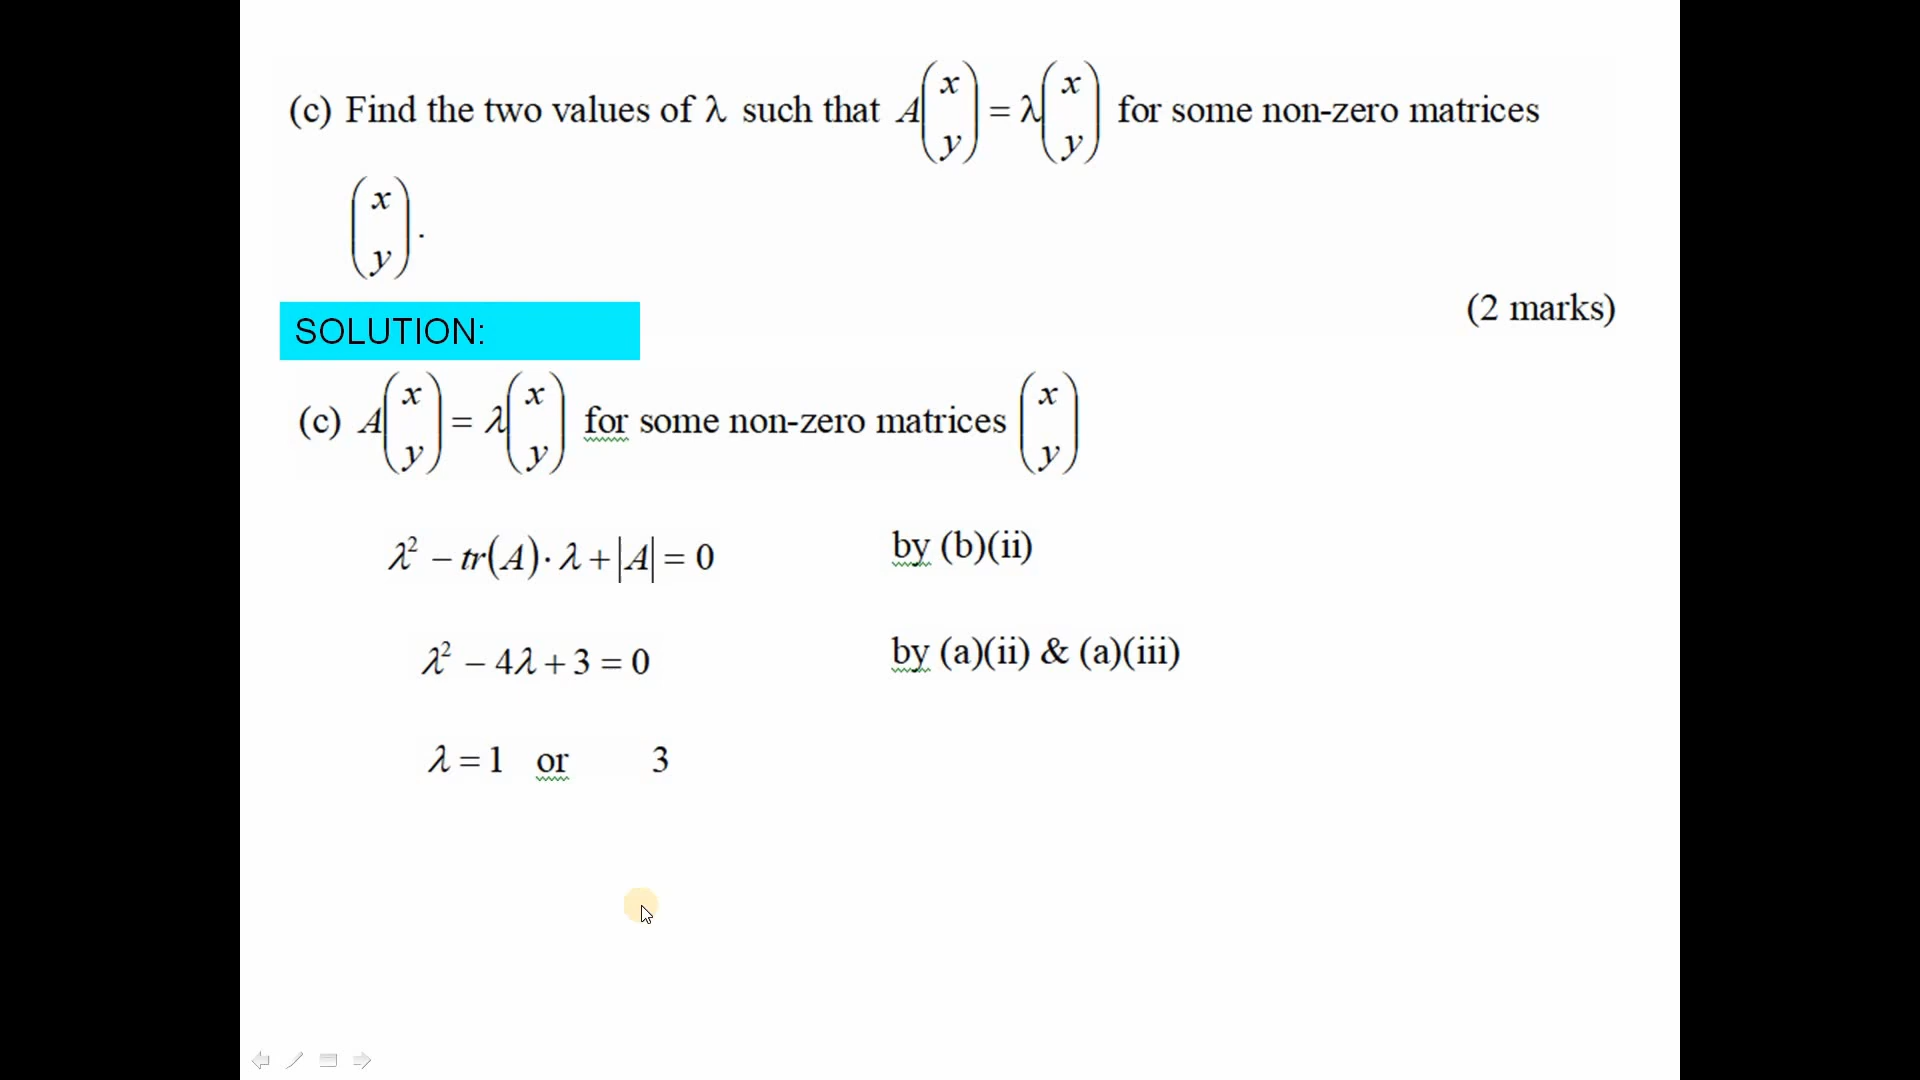 (c) Find the two values of λ such that A(x y) = λ(x y) for some non-zero matrices
(x y).
(2 marks)
SOLUTION:
(c) A(x y) = λ(x y) for some non-zero matrices (x y)
λ² − tr(A)·λ + |A| = 0 by (b)(ii)
λ² − 4λ + 3 = 0 by (a)(ii) & (a)(iii)
λ = 1 or 3